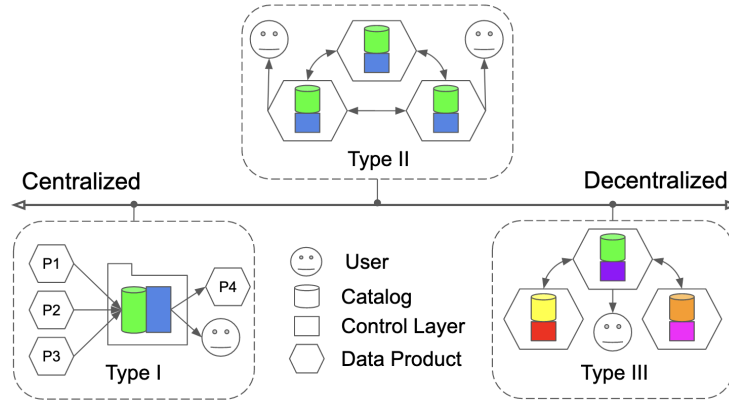 Type II
Centralized
Decentralized
P1
P2
P3
P4
Type I
User
Catalog
Control Layer
Data Product
Type III